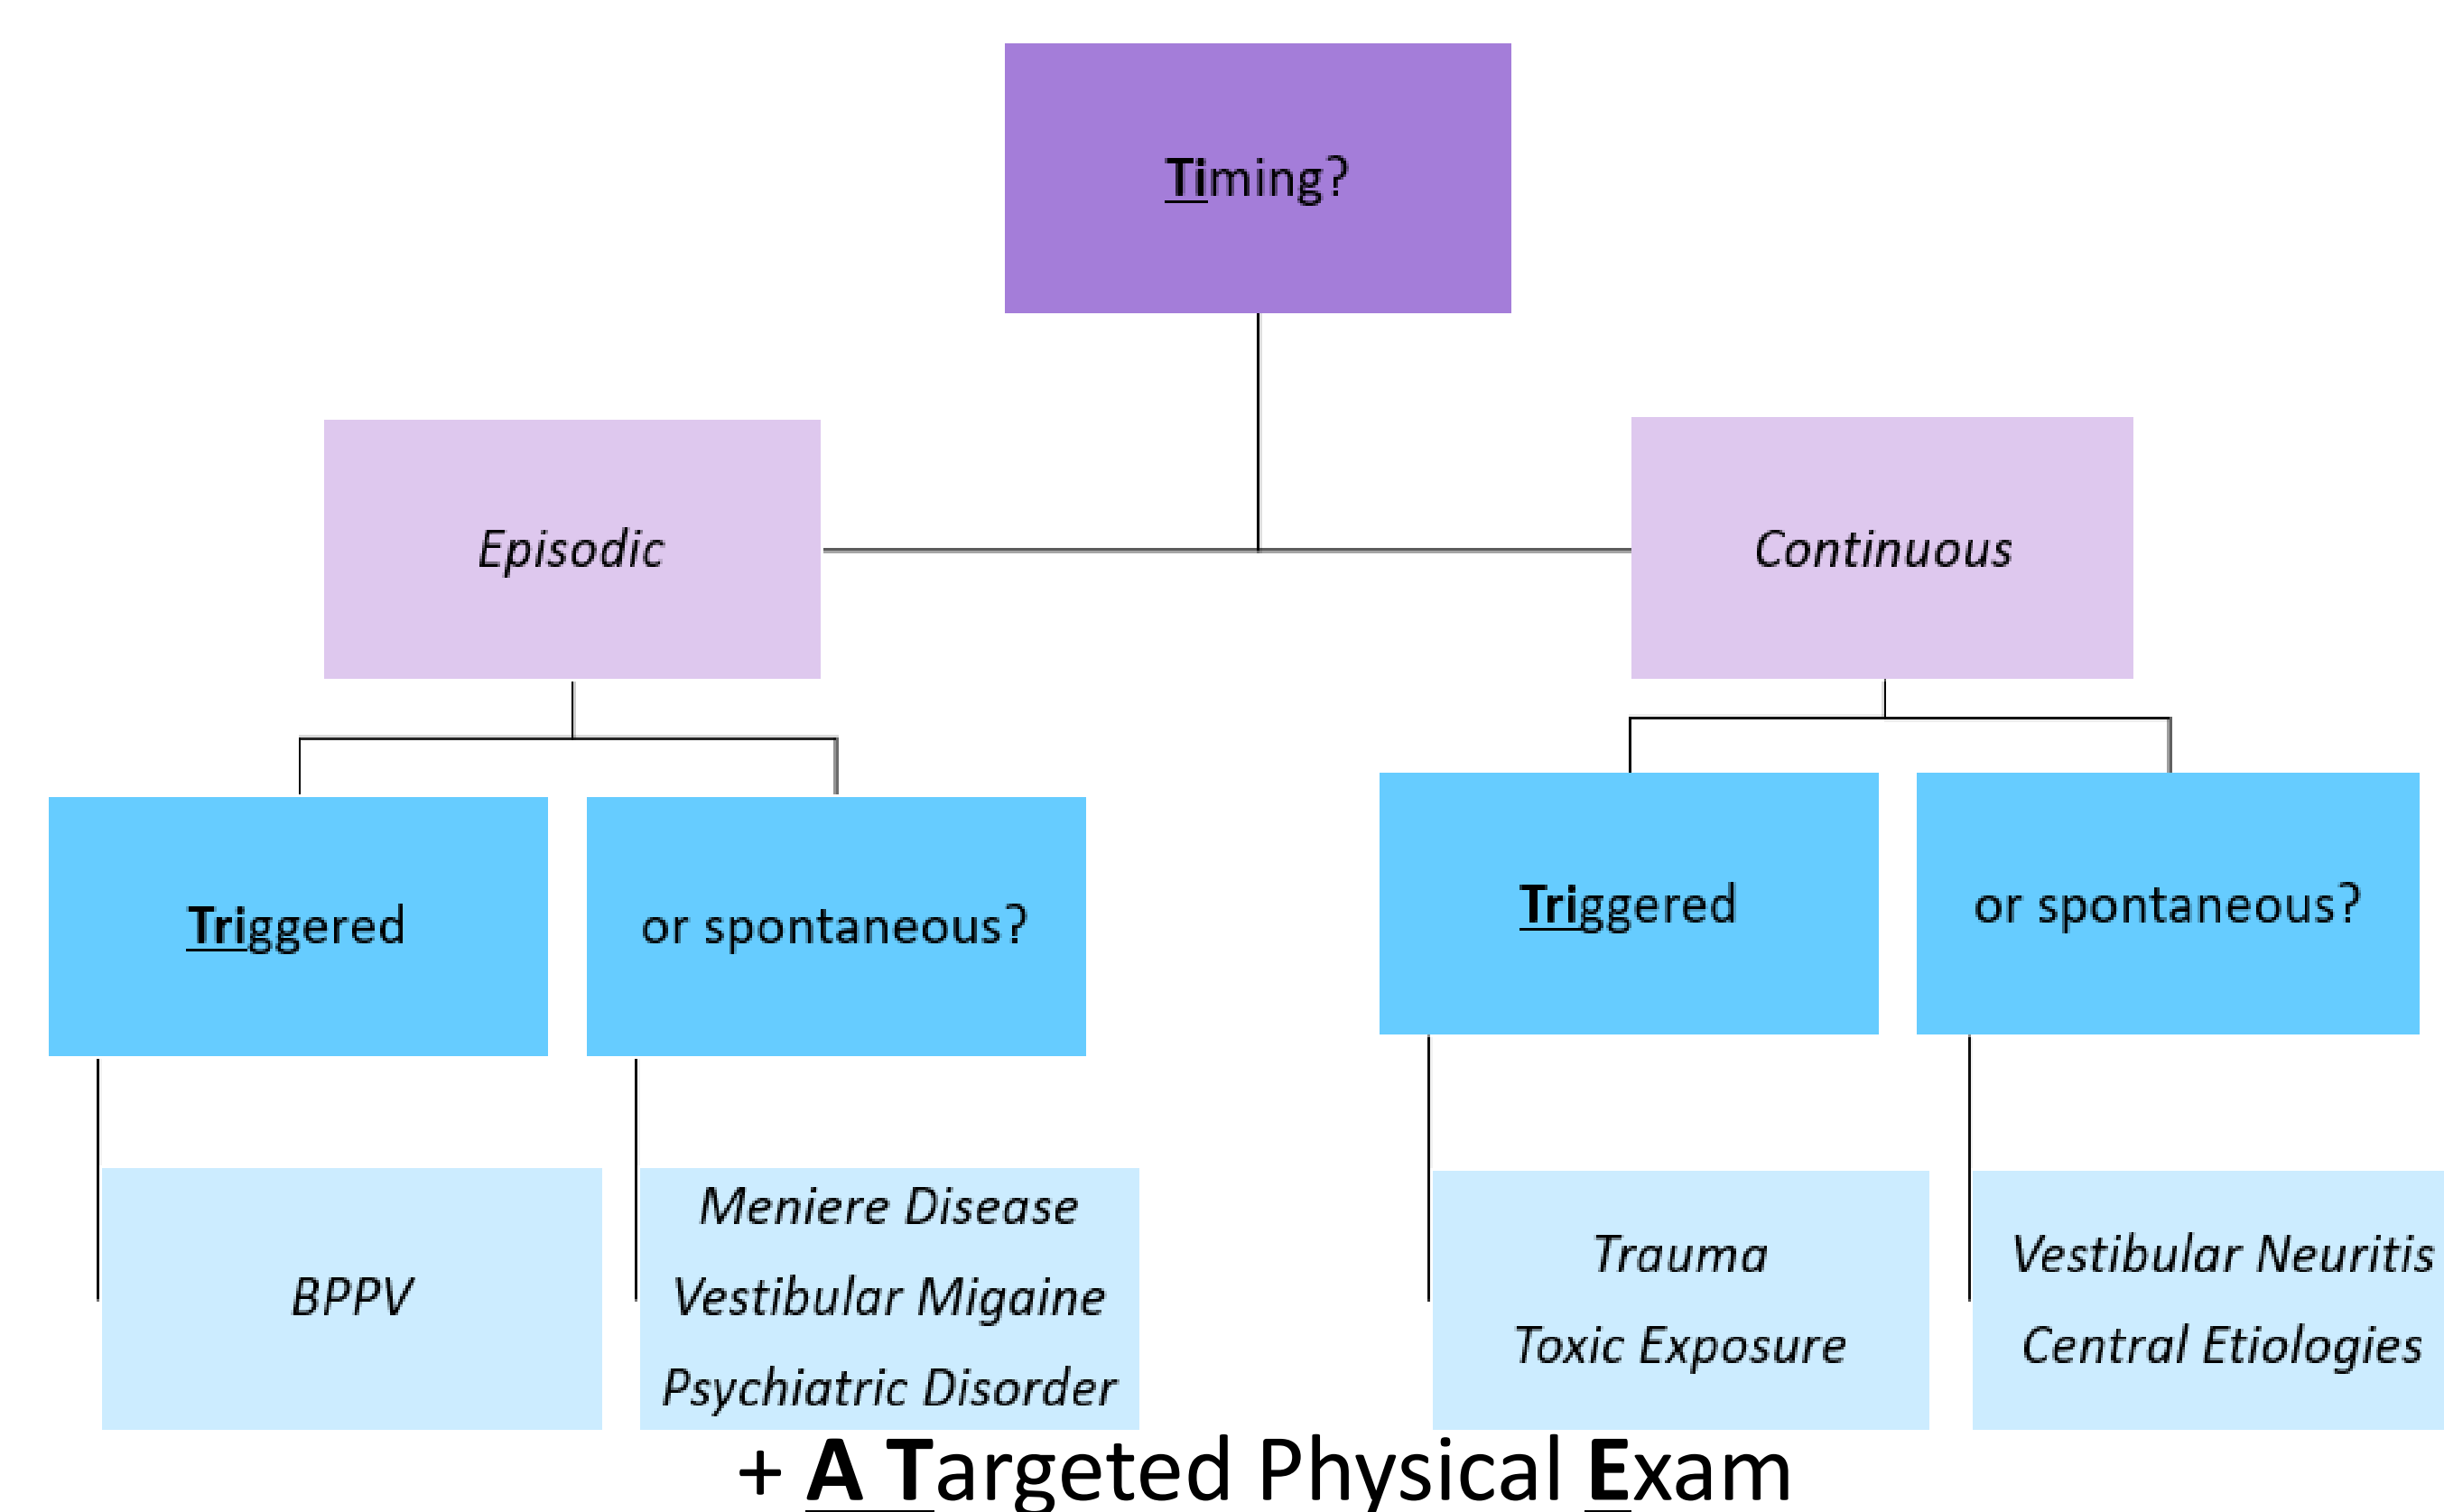 Timing?
Episodic
Continuous
Triggered
or spontaneous?
Triggered
or spontaneous?
BPPV
Meniere Disease
Vestibular Migaine
Psychiatric Disorder
Trauma
Toxic Exposure
Vestibular Neuritis
Central Etiologies
+ A Targeted Physical Exam